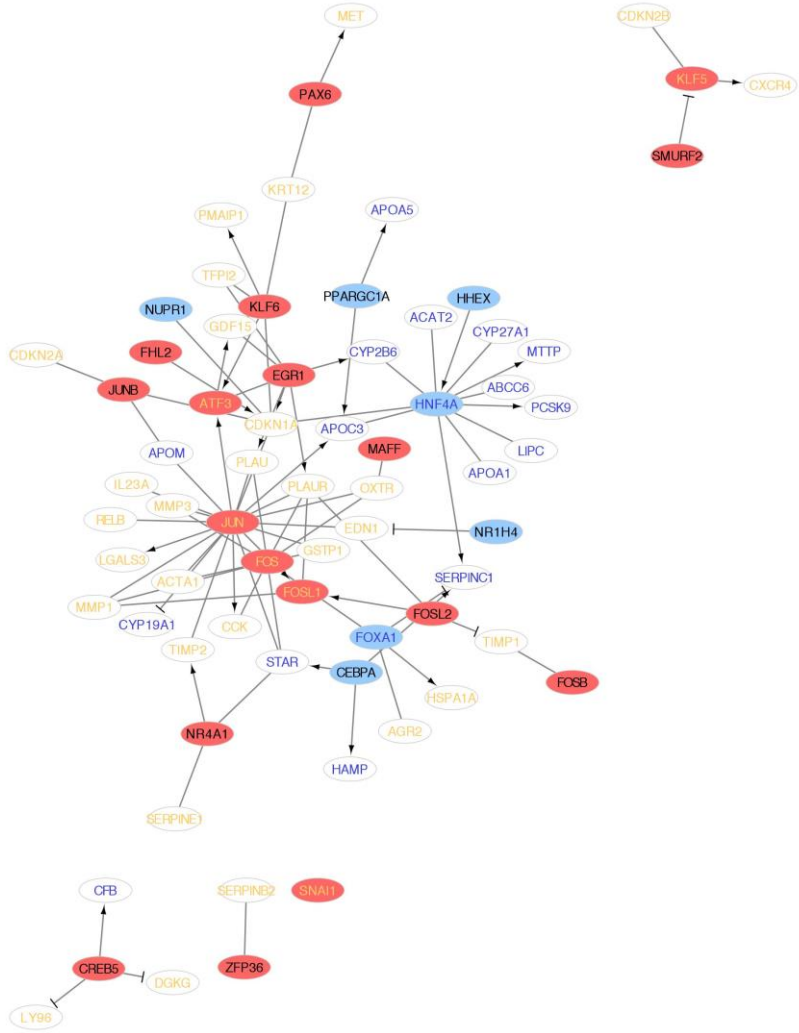 MET
CDKN2B
KLF5
CXCR4
PAX6
SMURF2
KRT12
PMAIP1
APOA5
TFPI2
NUPR1
KLF6
PPARGC1A
HHEX
ACAT2
GDF15
CYP27A1
CDKN2A
FHL2
CYP2B6
MTTP
EGR1
JUNB
ABCC6
ATF3
HNF4A
PCSK9
CDKN1A
APOC3
APOM
MAFF
LIPC
PLAU
APOA1
IL23A
PLAUR
OXTR
MMP3
RELB
JUN
EDN1
NR1H4
LGALS3
GSTP1
FOS
ACTA1
SERPINC1
FOSL1
MMP1
FOSL2
CYP19A1
CCK
FOXA1
TIMP1
TIMP2
STAR
CEBPA
FOSB
HSPA1A
NR4A1
AGR2
HAMP
SERPINE1
CFB
SERPINB2
SNAI1
CREB5
ZFP36
DGKG
LY96